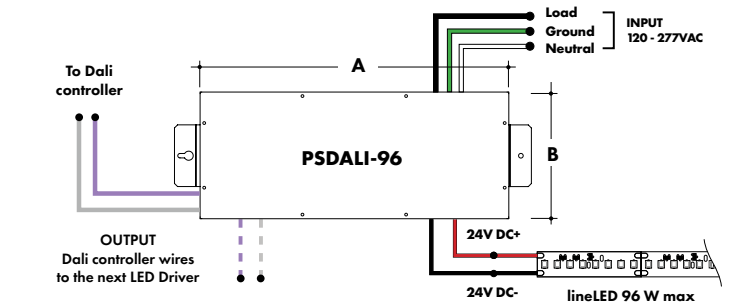 Load
Ground
Neutral
INPUT
120 - 277VAC
A
To Dali
controller
PSDALI-96
B
OUTPUT
Dali controller wires
to the next LED Driver
24V DC+
24V DC-
lineLED 96 W max